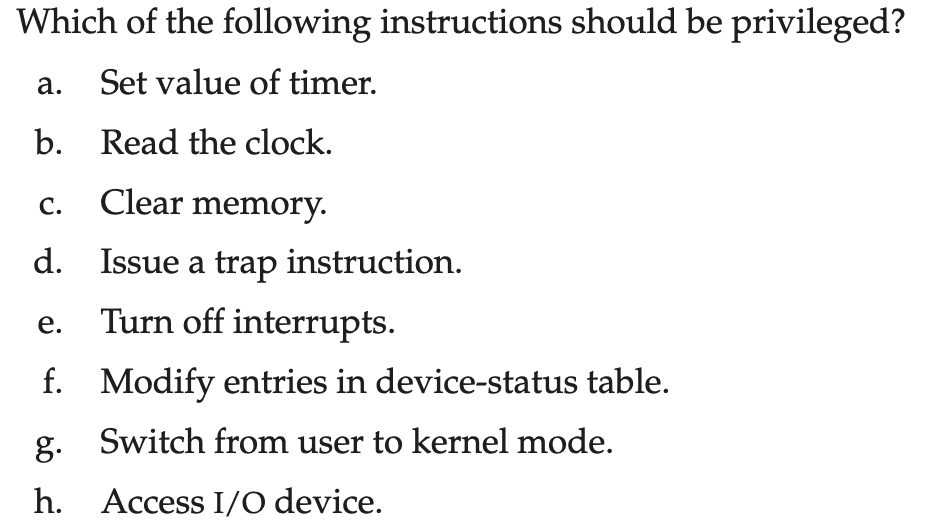 Which of the following instructions should be privileged?
a. Set value of timer.
b. Read the clock.
c. Clear memory.
d. Issue a trap instruction.
e. Turn off interrupts.
f. Modify entries in device-status table.
g. Switch from user to kernel mode.
h. Access I/O device.